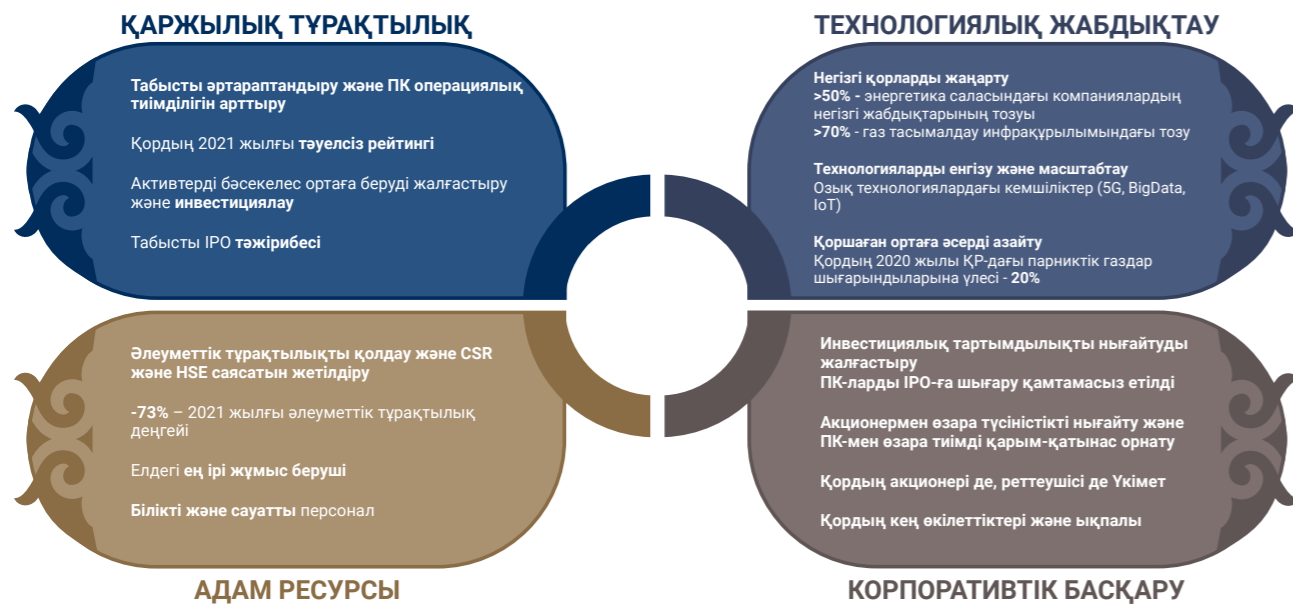 ҚАРЖЫЛЫҚ ТҰРАҚТЫЛЫҚ
Табысты әртараптандыру және ПК операциялық
тиімділігін арттыру
Қордың 2021 жылғы тәуелсіз рейтингі
Активтерді бәсекелес ортаға беруді жалғастыру
және инвестициялау
Табысты IPO тәжірибесі
ТЕХНОЛОГИЯЛЫҚ ЖАБДЫҚТАУ
Негізгі қорларды жаңарту
>50% - энергетика саласындағы компаниялардың
негізгі жабдықтарының тозуы
>70% - газ тасымалдау инфрақұрылымындағы тозу
Технологияларды енгізу және масштабтау
Озық технологиялардағы кемшіліктер (5G, BigData,
IoT)
Қоршаған ортаға әсерді азайту
Қордың 2020 жылы ҚР-дағы парниктік газдар
шығарындыларына үлесі - 20%
Әлеуметтік тұрақтылықты қолдау және CSR
және HSE саясатын жетілдіру
-73% – 2021 жылғы әлеуметтік тұрақтылық
деңгейі
Елдегі ең ірі жұмыс беруші
Білікті және сауатты персонал
АДАМ РЕСУРСЫ
Инвестициялық тартымдылықты нығайтуды
жалғастыру
ПК-ларды IPO-ға шығару қамтамасыз етілді
Акционермен өзара түсіністікті нығайту және
ПК-мен өзара тиімді қарым-қатынас орнату
Қордың акционері де, реттеушісі де Үкімет
Қордың кең өкілеттіктері және ықпалы
КОРПОРАТИВТІК БАСҚАРУ